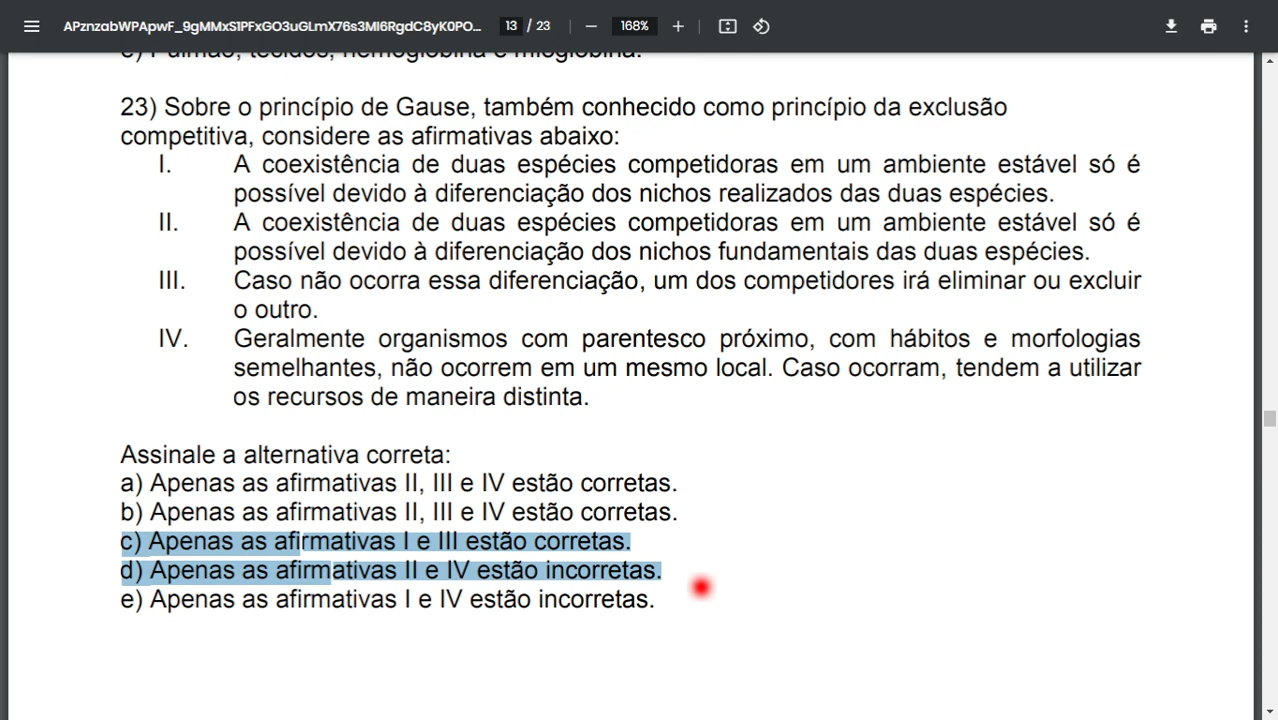 APznzabWPApwF_9gMMxS1PFxGO3uGLmX76s3MI6RgdC8yK0PO... 13 / 23 168%
e) Pulmão, tecidos, hemoglobina e mioglobina.
23) Sobre o princípio de Gause, também conhecido como princípio da exclusão
competitiva, considere as afirmativas abaixo:
I. A coexistência de duas espécies competidoras em um ambiente estável só é
possível devido à diferenciação dos nichos realizados das duas espécies.
II. A coexistência de duas espécies competidoras em um ambiente estável só é
possível devido à diferenciação dos nichos fundamentais das duas espécies.
III. Caso não ocorra essa diferenciação, um dos competidores irá eliminar ou excluir
o outro.
IV. Geralmente organismos com parentesco próximo, com hábitos e morfologias
semelhantes, não ocorrem em um mesmo local. Caso ocorram, tendem a utilizar
os recursos de maneira distinta.
Assinale a alternativa correta:
a) Apenas as afirmativas II, III e IV estão corretas.
b) Apenas as afirmativas II, III e IV estão corretas.
c) Apenas as afirmativas I e III estão corretas.
d) Apenas as afirmativas II e IV estão incorretas.
e) Apenas as afirmativas I e IV estão incorretas.